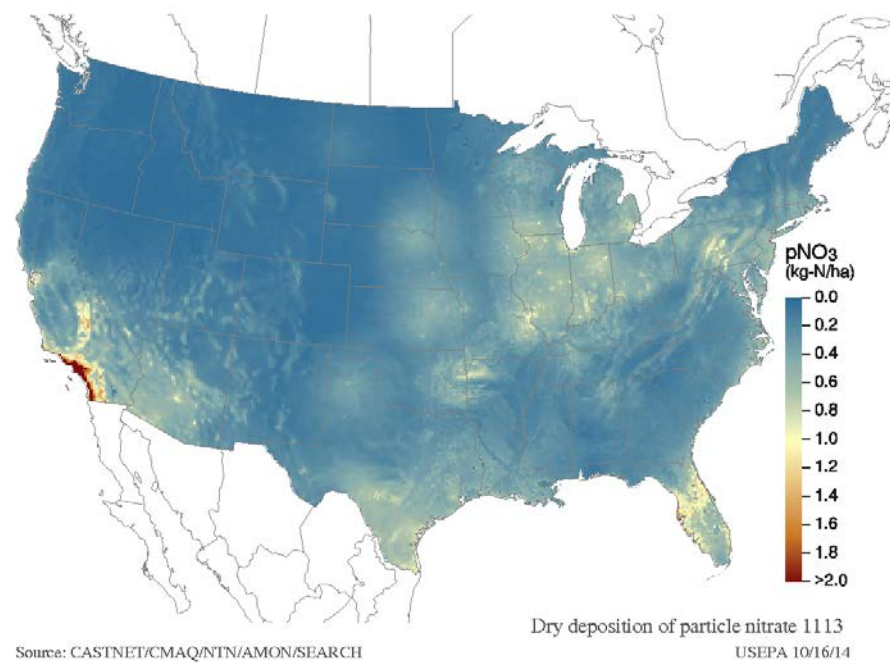 pNO3
(kg-N/ha)
0.0
0.2
0.4
0.6
0.8
1.0
1.2
1.4
1.6
1.8
>2.0
Dry deposition of particle nitrate 1113
Source: CASTNET/CMAQ/NTN/AMON/SEARCH
USEPA 10/16/14